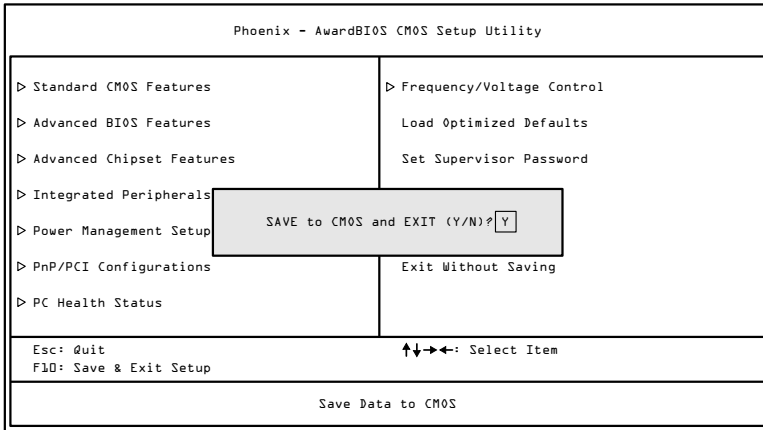 Phoenix - AwardBIOS CMOS Setup Utility
▷ Standard CMOS Features
▷ Advanced BIOS Features
▷ Advanced Chipset Features
▷ Integrated Peripherals
▷ Power Management Setup
▷ PnP/PCI Configurations
▷ PC Health Status
▷ Frequency/Voltage Control
Load Optimized Defaults
Set Supervisor Password
Exit Without Saving
SAVE to CMOS and EXIT (Y/N)? Y
Esc: Quit
F10: Save & Exit Setup
↑↓→←: Select Item
Save Data to CMOS